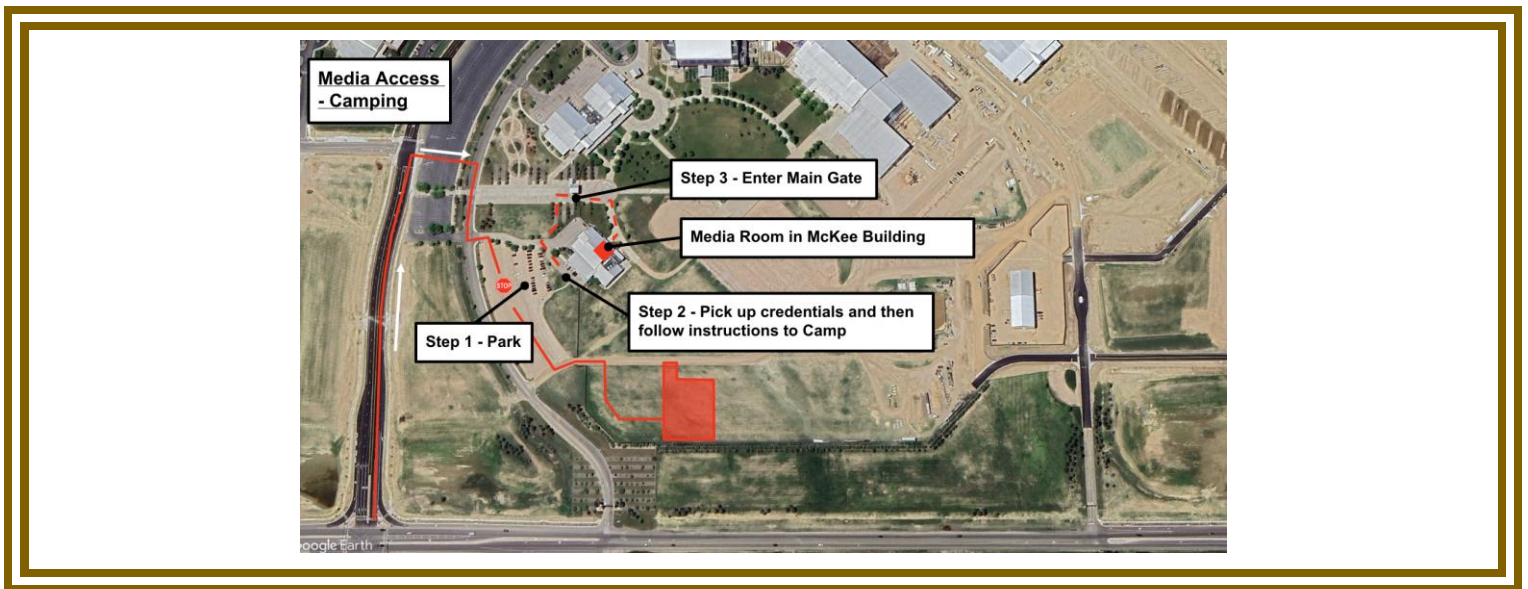 Media Access
- Camping
Step 3 - Enter Main Gate
Media Room in McKee Building
STOP
Step 2 - Pick up credentials and then
follow instructions to Camp
Step 1 - Park
Google Earth